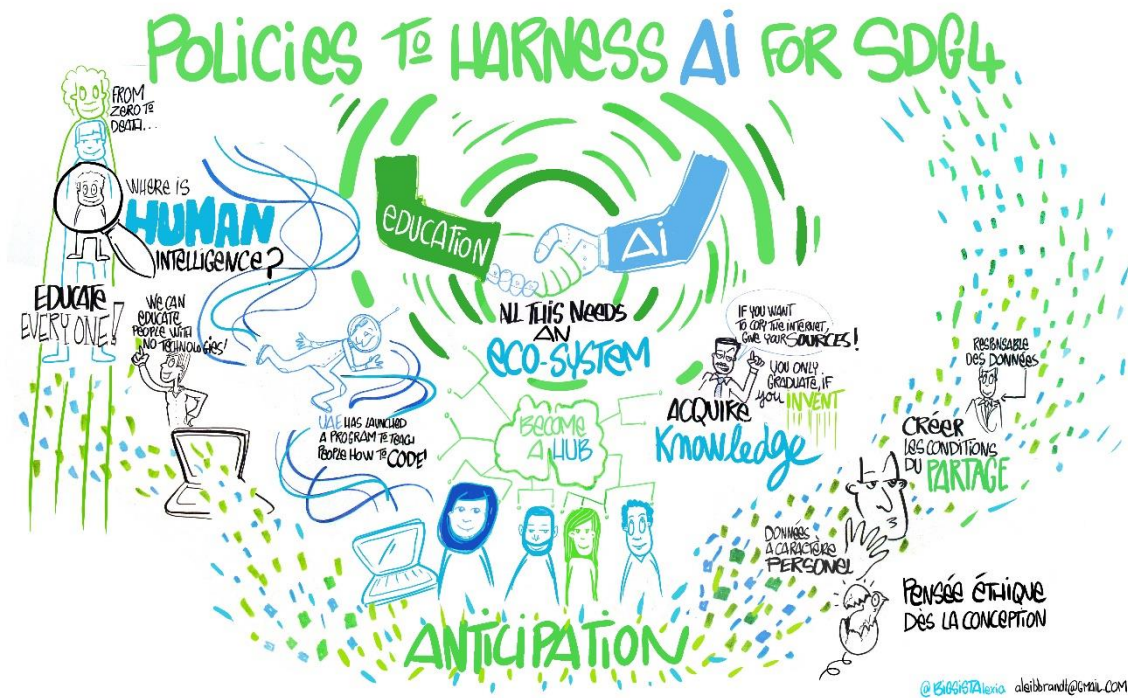 POLICIES TO HARNESS AI FOR SDG4
FROM
ZERO TO
DEATH...
WHERE IS
HUMAN
INTELLIGENCE?
EDUCATE
EVERYONE!
WE CAN
EDUCATE
PEOPLE WITH
NO TECHNOLOGIES!
EDUCATION
AI
ALL THIS NEEDS
AN
ECO-SYSTEM
UAE HAS LAUNCHED
A PROGRAM TO TEACH
PEOPLE HOW TO CODE!
BECOME
A HUB
IF YOU WANT
TO COPY THE INTERNET,
GIVE YOUR SOURCES!
YOU ONLY
GRADUATE, IF
YOU INVENT
ACQUIRE
KNOWLEDGE
RESPONSABLE
DES DONNÉES
CRÉER
LES CONDITIONS
DU PARTAGE
DONNÉES
A CARACTÈRE
PERSONEL
PENSÉE ÉTHIQUE
DÈS LA CONCEPTION
ANTICIPATION
@BIGSISTAlexia aleibbrandt@GMAIL.COM